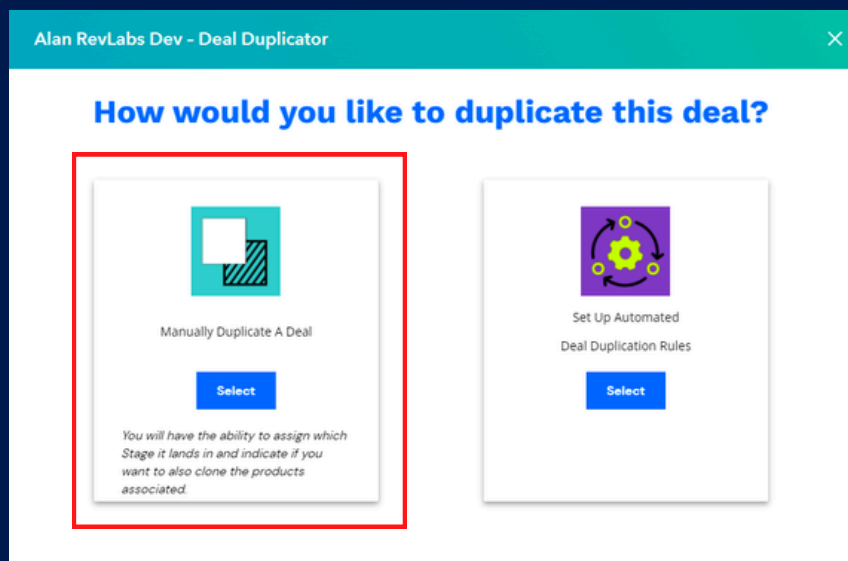 Alan RevLabs Dev - Deal Duplicator
How would you like to duplicate this deal?
Manually Duplicate A Deal
Select
You will have the ability to assign which
Stage it lands in and indicate if you
want to also clone the products
associated.
Set Up Automated
Deal Duplication Rules
Select